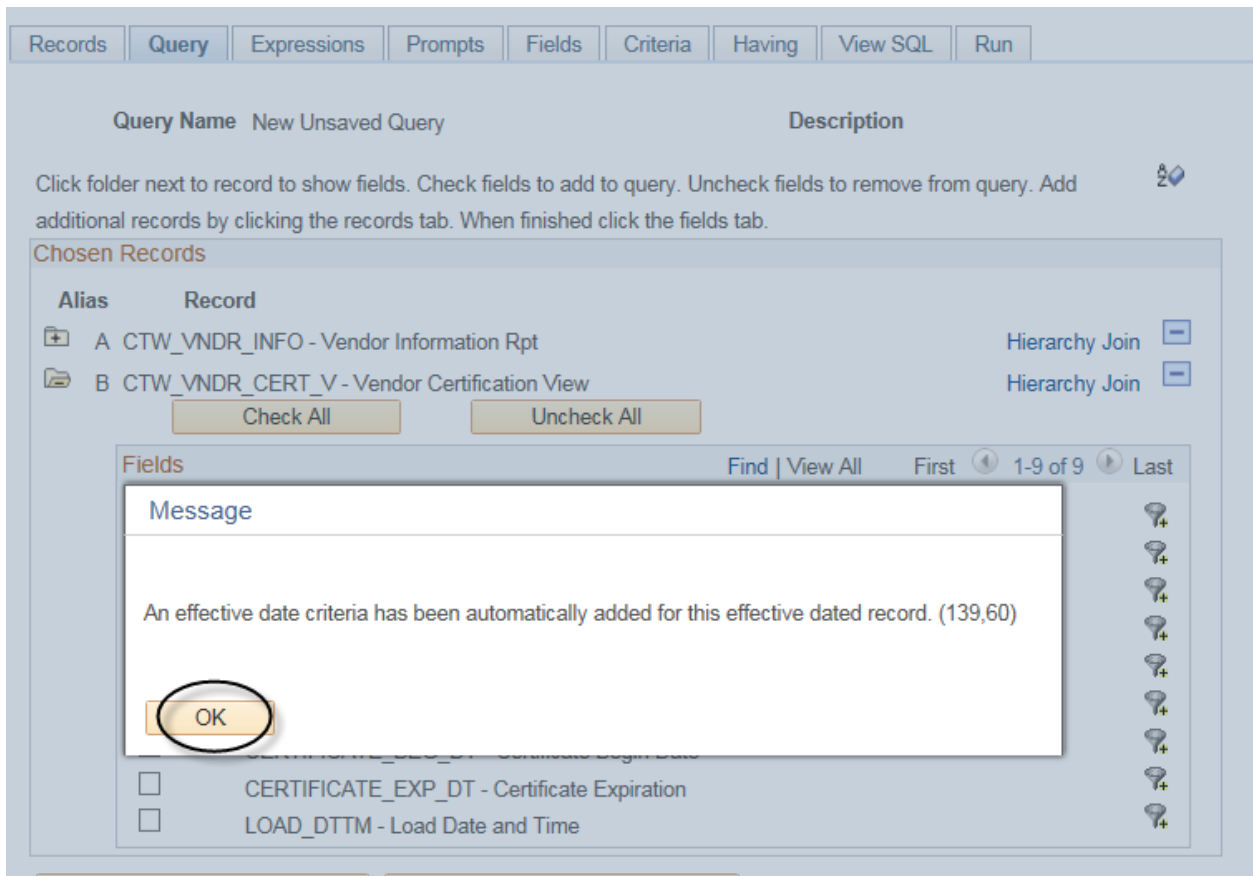 Records Query Expressions Prompts Fields Criteria Having View SQL Run
Query Name New Unsaved Query Description
Click folder next to record to show fields. Check fields to add to query. Uncheck fields to remove from query. Add
additional records by clicking the records tab. When finished click the fields tab.
Chosen Records
Alias Record
A CTW_VNDR_INFO - Vendor Information Rpt Hierarchy Join
B CTW_VNDR_CERT_V - Vendor Certification View Hierarchy Join
Check All Uncheck All
Fields Find | View All First 1-9 of 9 Last
Message
An effective date criteria has been automatically added for this effective dated record. (139,60)
OK
CERTIFICATE_BEG_DT - Certificate Begin Date
CERTIFICATE_EXP_DT - Certificate Expiration
LOAD_DTTM - Load Date and Time